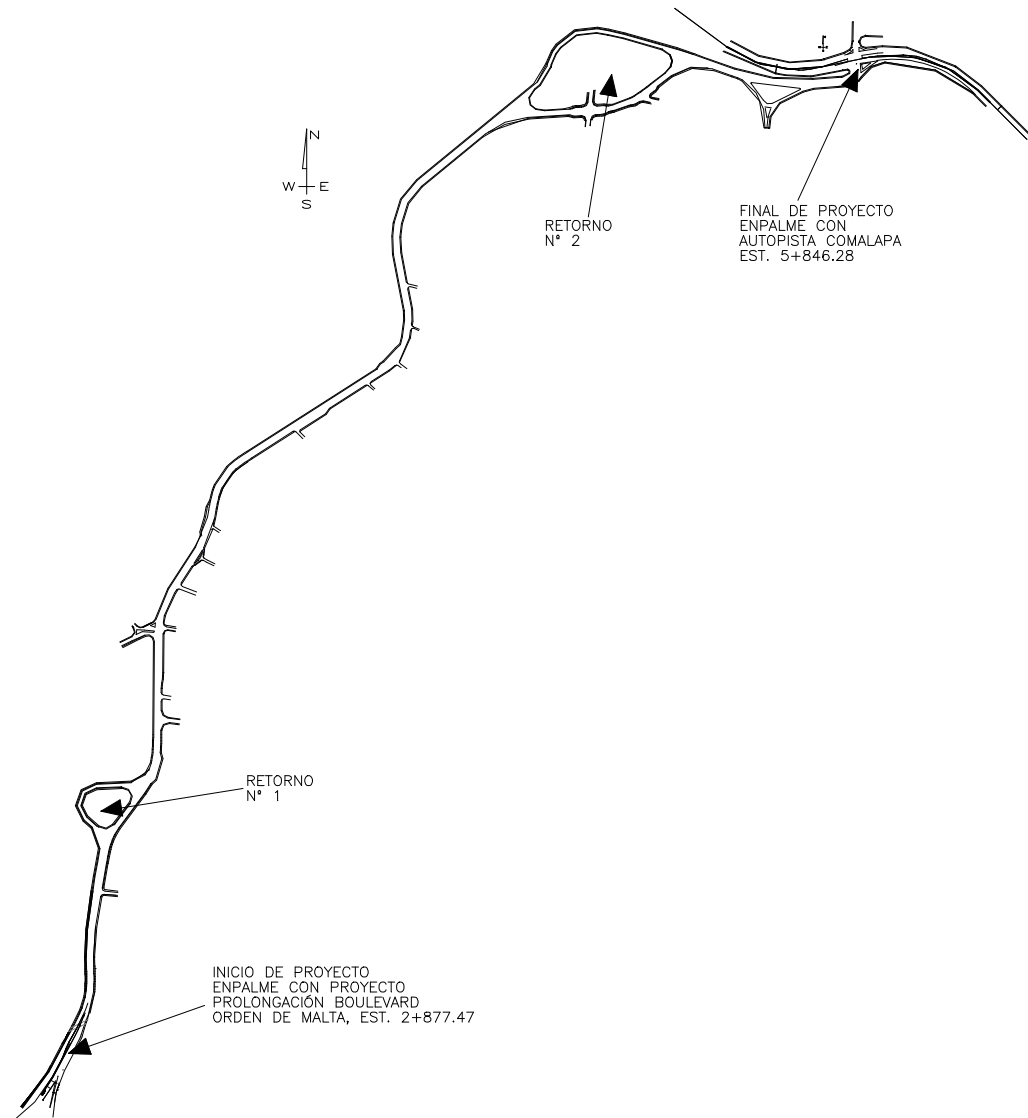 N
W E
S
RETORNO
N° 2
FINAL DE PROYECTO
ENPALME CON
AUTOPISTA COMALAPA
EST. 5+846.28
RETORNO
N° 1
INICIO DE PROYECTO
ENPALME CON PROYECTO
PROLONGACIÓN BOULEVARD
ORDEN DE MALTA, EST. 2+877.47